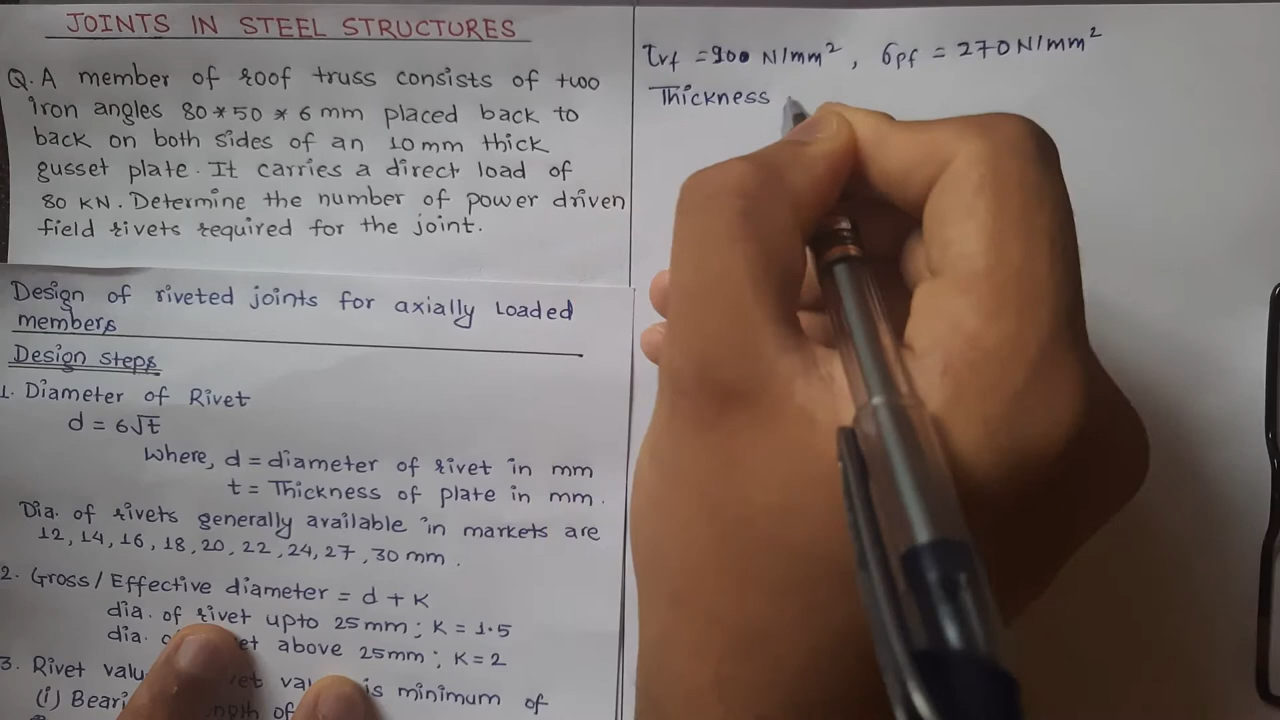 JOINTS IN STEEL STRUCTURES
Q. A member of roof truss consists of two
iron angles 80 * 50 * 6 mm placed back to
back on both sides of an 10mm thick
gusset plate. It carries a direct load of
80 KN. Determine the number of power driven
field rivets required for the joint.
Design of riveted joints for axially Loaded
members
Design steps
1. Diameter of Rivet
d = 6√t
Where, d = diameter of rivet in mm
t = Thickness of plate in mm.
Dia. of rivets generally available in markets are
12, 14, 16, 18, 20, 22, 24, 27, 30 mm.
2. Gross/Effective diameter = d + K
dia. of rivet upto 25mm; K = 1.5
dia. above 25mm; K = 2
3. Rivet is minimum of
(i) of
τvf = 900 N/mm², σpf = 270 N/mm²
Thickness